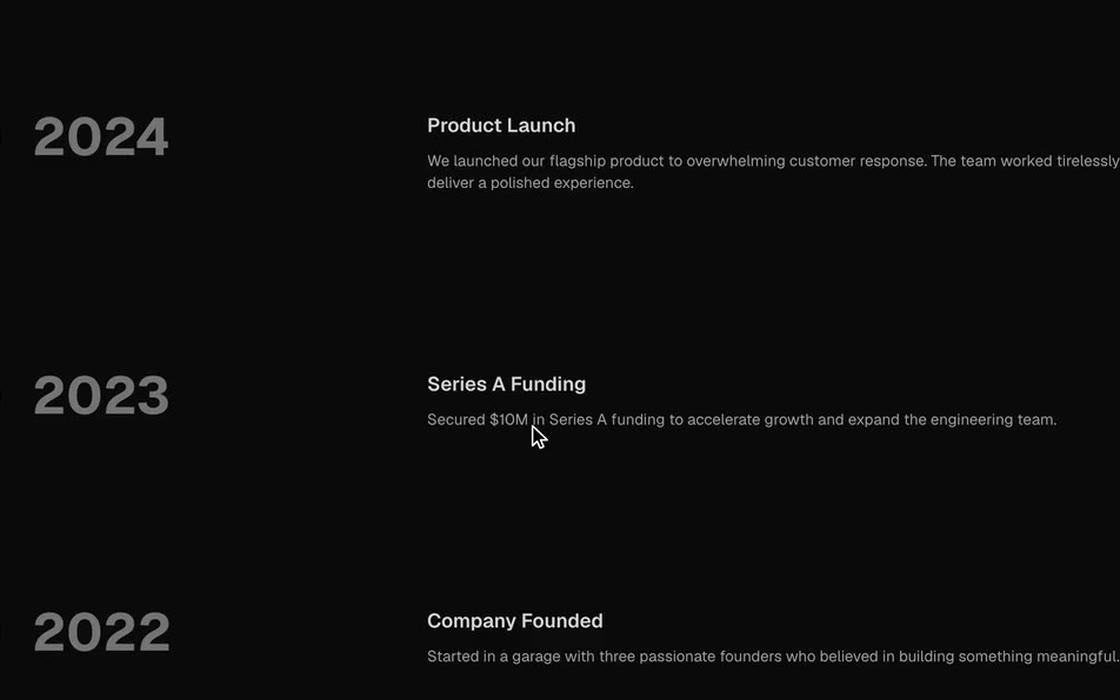 2024
Product Launch
We launched our flagship product to overwhelming customer response. The team worked tirelessly
deliver a polished experience.
2023
Series A Funding
Secured $10M in Series A funding to accelerate growth and expand the engineering team.
2022
Company Founded
Started in a garage with three passionate founders who believed in building something meaningful.